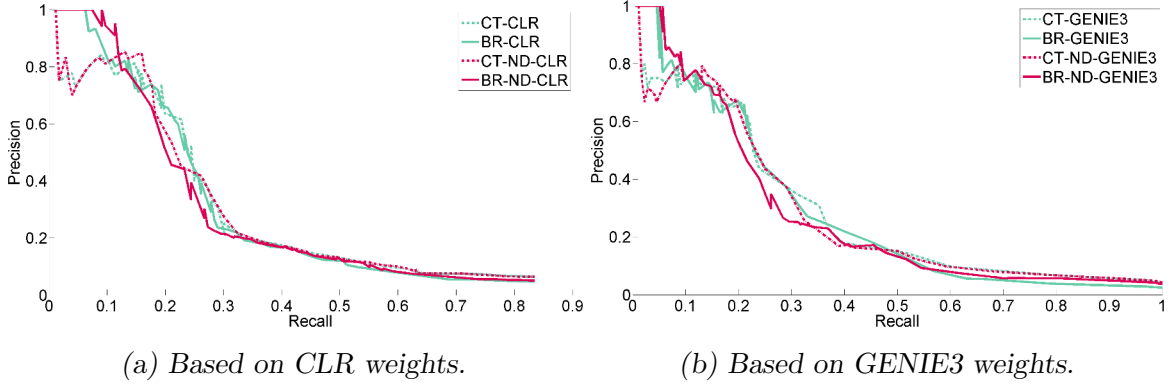 1
0.8
0.6
0.4
0.2
0
Precision
0 0.1 0.2 0.3 0.4 0.5 0.6 0.7 0.8 0.9
Recall
CT-CLR
BR-CLR
CT-ND-CLR
BR-ND-CLR
(a) Based on CLR weights.
1
0.8
0.6
0.4
0.2
0
Precision
0 0.1 0.2 0.3 0.4 0.5 0.6 0.7 0.8 0.9 1
Recall
CT-GENIE3
BR-GENIE3
CT-ND-GENIE3
BR-ND-GENIE3
(b) Based on GENIE3 weights.